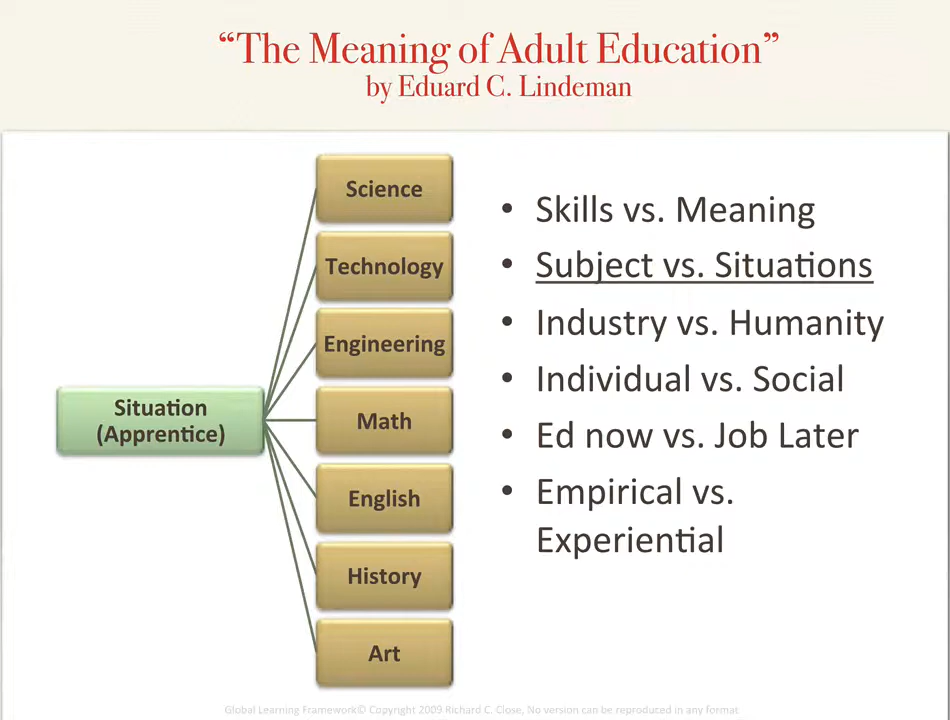 “The Meaning of Adult Education”
by Eduard C. Lindeman
Science
Technology
Engineering
Situation
(Apprentice)
Math
English
History
Art
• Skills vs. Meaning
• Subject vs. Situations
• Industry vs. Humanity
• Individual vs. Social
• Ed now vs. Job Later
• Empirical vs.
Experiential
Global Learning Framework© Copyright 2009 Richard C. Close, No version can be reproduced in any format